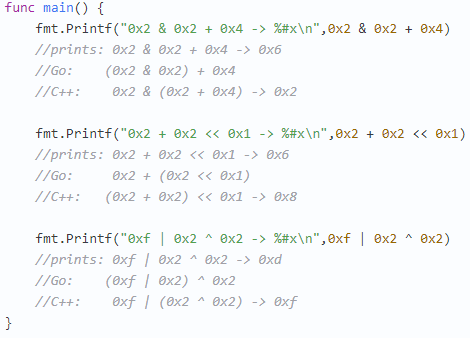 func main() {
    fmt.Printf("0x2 & 0x2 + 0x4 -> %#x\n",0x2 & 0x2 + 0x4)
    //prints: 0x2 & 0x2 + 0x4 -> 0x6
    //Go:    (0x2 & 0x2) + 0x4
    //C++:    0x2 & (0x2 + 0x4) -> 0x2
    fmt.Printf("0x2 + 0x2 << 0x1 -> %#x\n",0x2 + 0x2 << 0x1)
    //prints: 0x2 + 0x2 << 0x1 -> 0x6
    //Go:     0x2 + (0x2 << 0x1)
    //C++:   (0x2 + 0x2) << 0x1 -> 0x8
    fmt.Printf("0xf | 0x2 ^ 0x2 -> %#x\n",0xf | 0x2 ^ 0x2)
    //prints: 0xf | 0x2 ^ 0x2 -> 0xd
    //Go:    (0xf | 0x2) ^ 0x2
    //C++:    0xf | (0x2 ^ 0x2) -> 0xf
}